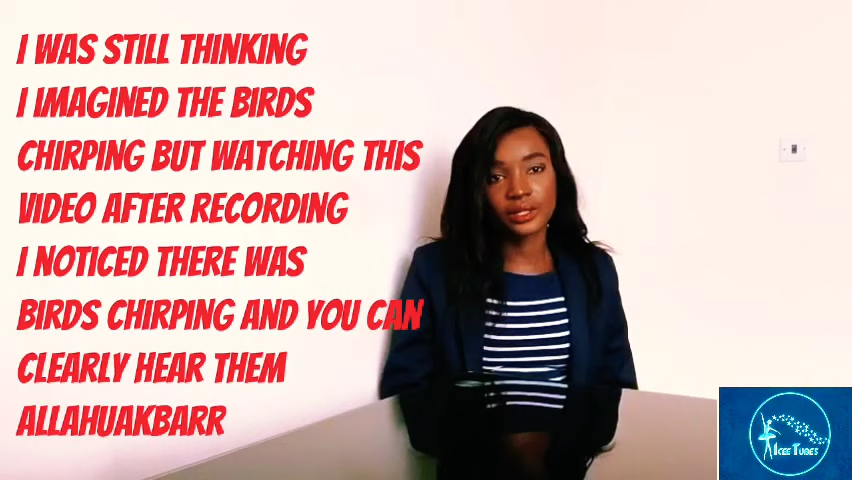 I WAS STILL THINKING
I IMAGINED THE BIRDS
CHIRPING BUT WATCHING THIS
VIDEO AFTER RECORDING
I NOTICED THERE WAS
BIRDS CHIRPING AND YOU CAN
CLEARLY HEAR THEM
ALLAHUAKBARR
IKEE TUBES